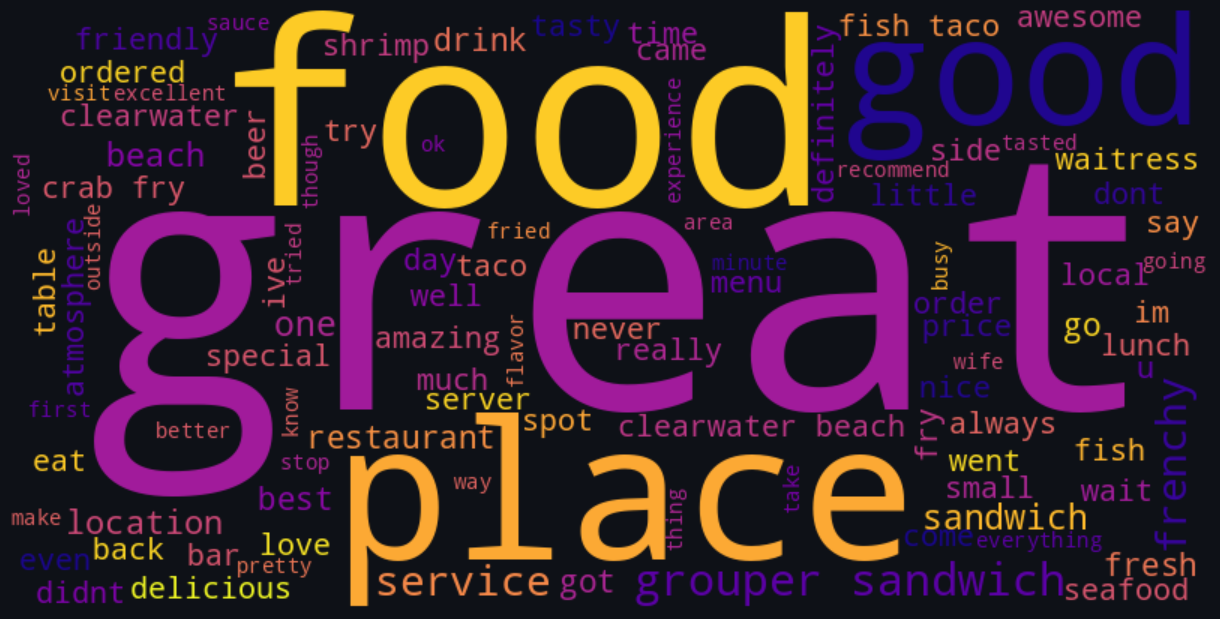 sauce
friendly
food
shrimp
drink
tasty
time
came
definitely
fish taco
awesome
good
ordered
visit
excellent
clearwater
beer
try
ok
experience
though
beach
side
tasted
waitress
recommend
loved
crab fry
little
dont
great
outside
atmosphere
table
tried
ive
fried
area
say
busy
day
taco
minute
menu
local
going
well
order
one
im
price
go
never
amazing
flavor
really
lunch
special
wife
u
much
nice
know
server
first
better
restaurant
spot
clearwater beach
fry
always
frenchy
place
fish
eat
stop
went
way
take
best
small
wait
thing
make
location
sandwich
come
everything
back
love
even
bar
pretty
fresh
service
got
grouper sandwich
seafood
didnt
delicious